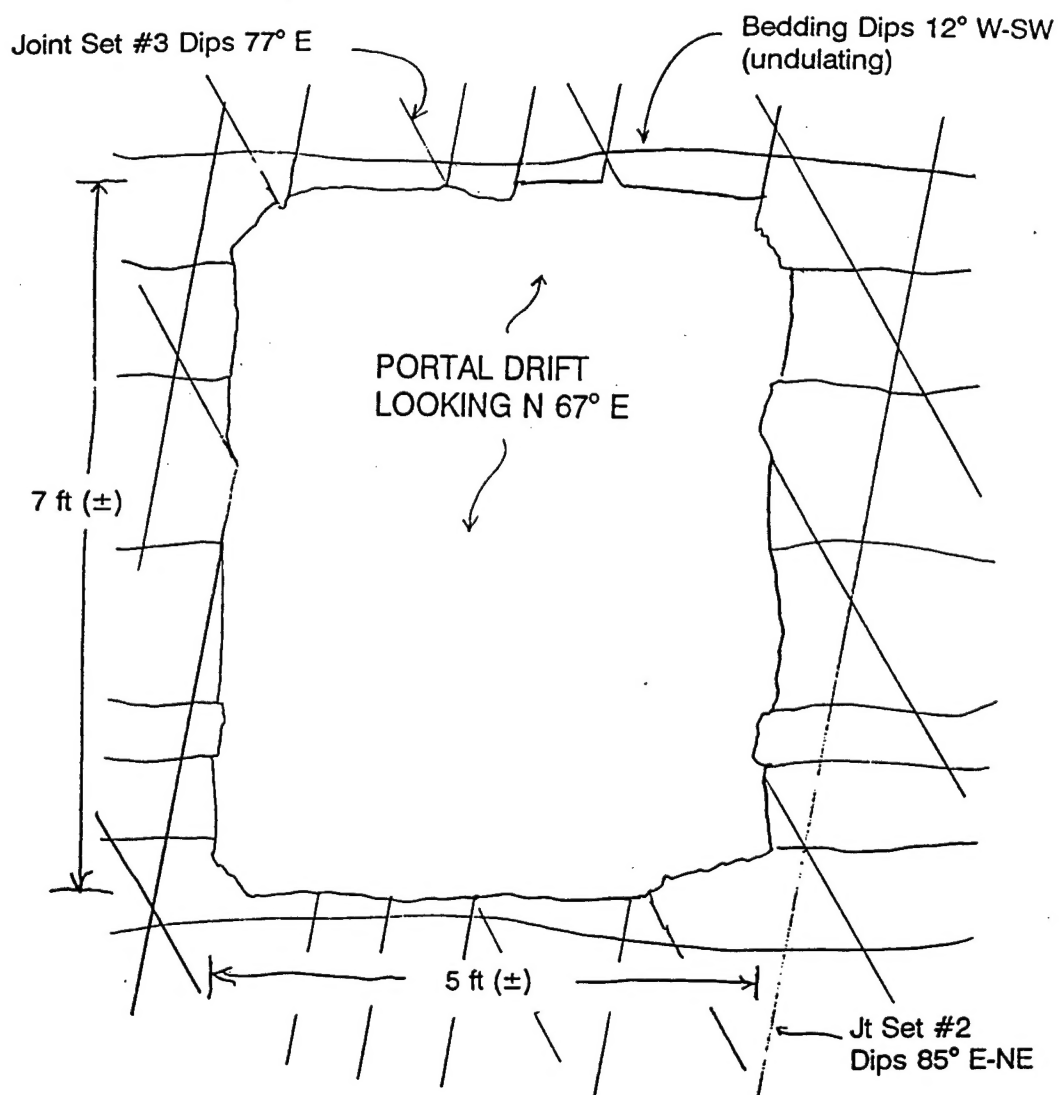 Joint Set #3 Dips 77° E
Bedding Dips 12° W-SW
(undulating)
PORTAL DRIFT
LOOKING N 67° E
7 ft (±)
5 ft (±)
Jt Set #2
Dips 85° E-NE